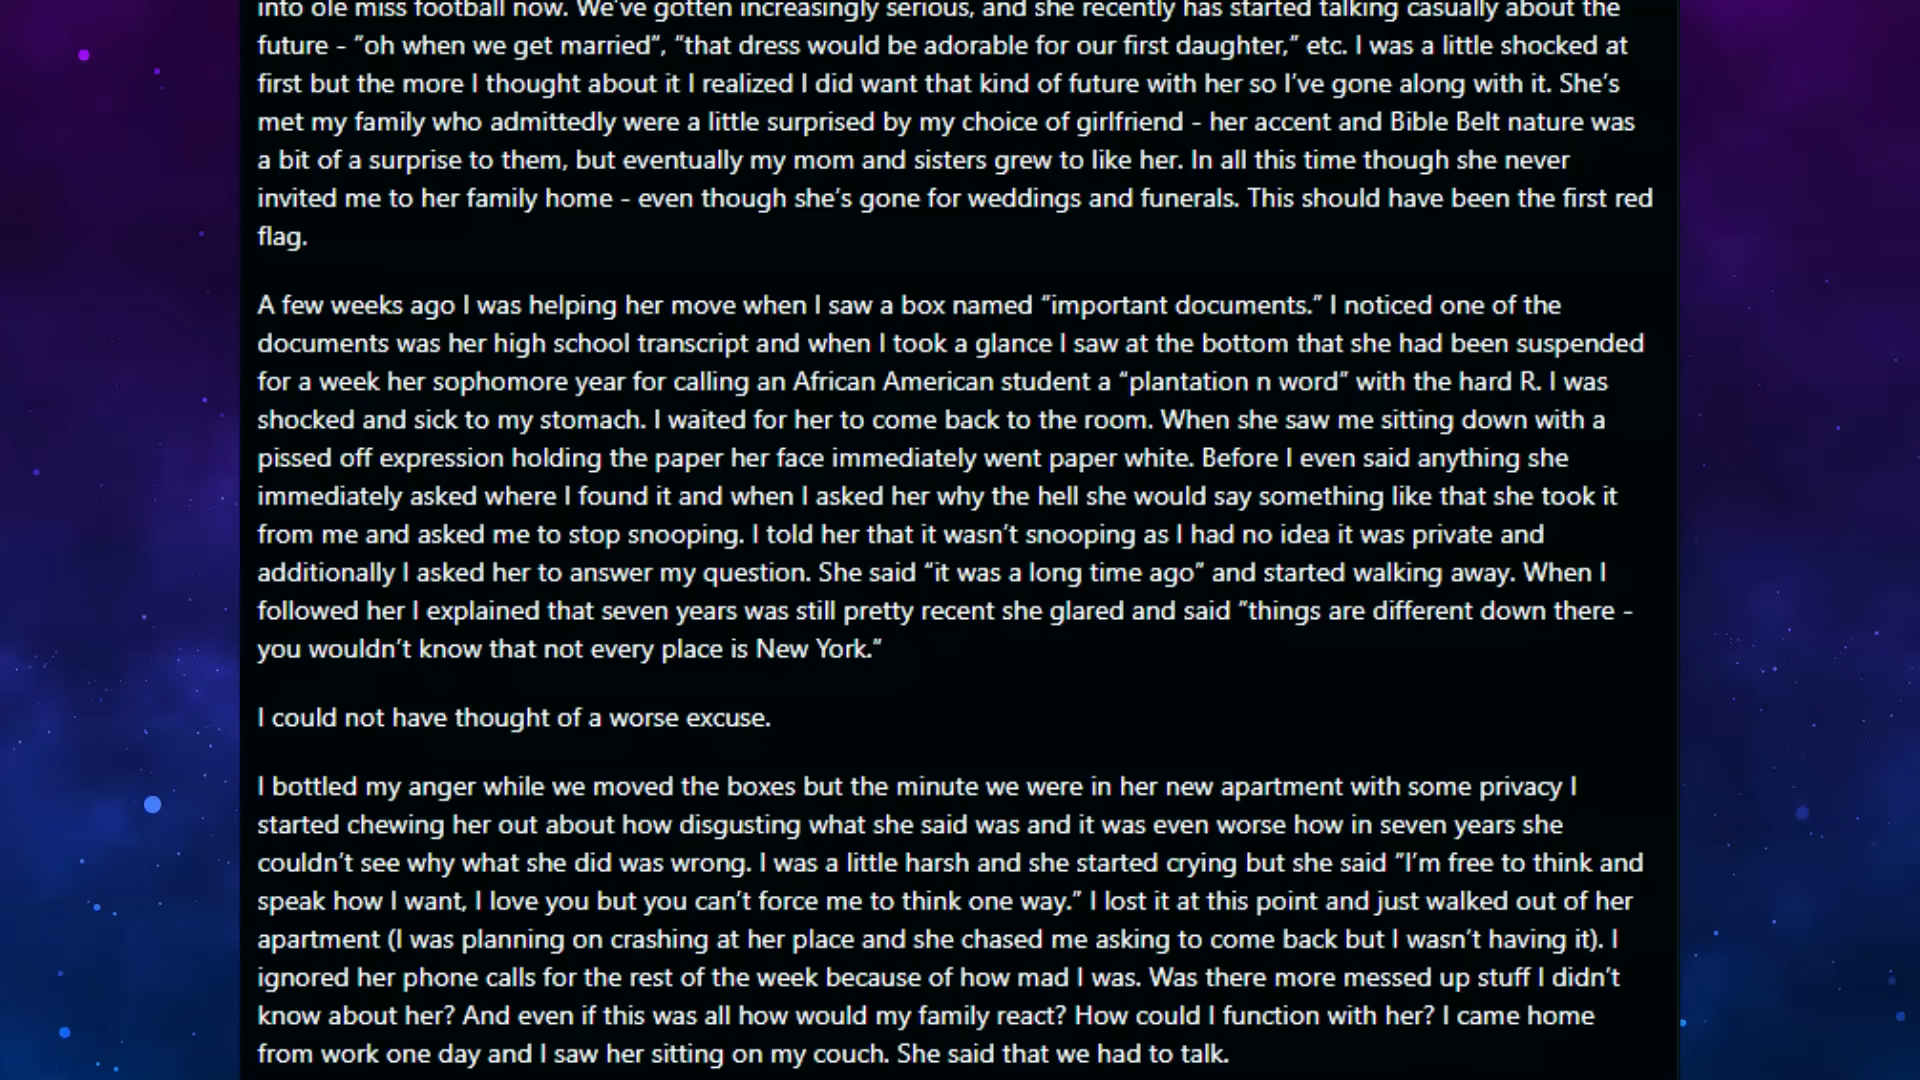 into ole miss football now. We've gotten increasingly serious, and she recently has started talking casually about the
future - "oh when we get married", "that dress would be adorable for our first daughter," etc. I was a little shocked at
first but the more I thought about it I realized I did want that kind of future with her so I've gone along with it. She's
met my family who admittedly were a little surprised by my choice of girlfriend - her accent and Bible Belt nature was
a bit of a surprise to them, but eventually my mom and sisters grew to like her. In all this time though she never
invited me to her family home - even though she's gone for weddings and funerals. This should have been the first red
flag.
A few weeks ago I was helping her move when I saw a box named "important documents." I noticed one of the
documents was her high school transcript and when I took a glance I saw at the bottom that she had been suspended
for a week her sophomore year for calling an African American student a "plantation n word" with the hard R. I was
shocked and sick to my stomach. I waited for her to come back to the room. When she saw me sitting down with a
pissed off expression holding the paper her face immediately went paper white. Before I even said anything she
immediately asked where I found it and when I asked her why the hell she would say something like that she took it
from me and asked me to stop snooping. I told her that it wasn't snooping as I had no idea it was private and
additionally I asked her to answer my question. She said "it was a long time ago" and started walking away. When I
followed her I explained that seven years was still pretty recent she glared and said "things are different down there -
you wouldn't know that not every place is New York."
I could not have thought of a worse excuse.
I bottled my anger while we moved the boxes but the minute we were in her new apartment with some privacy I
started chewing her out about how disgusting what she said was and it was even worse how in seven years she
couldn't see why what she did was wrong. I was a little harsh and she started crying but she said "I'm free to think and
speak how I want, I love you but you can't force me to think one way." I lost it at this point and just walked out of her
apartment (I was planning on crashing at her place and she chased me asking to come back but I wasn't having it). I
ignored her phone calls for the rest of the week because of how mad I was. Was there more messed up stuff I didn't
know about her? And even if this was all how would my family react? How could I function with her? I came home
from work one day and I saw her sitting on my couch. She said that we had to talk.